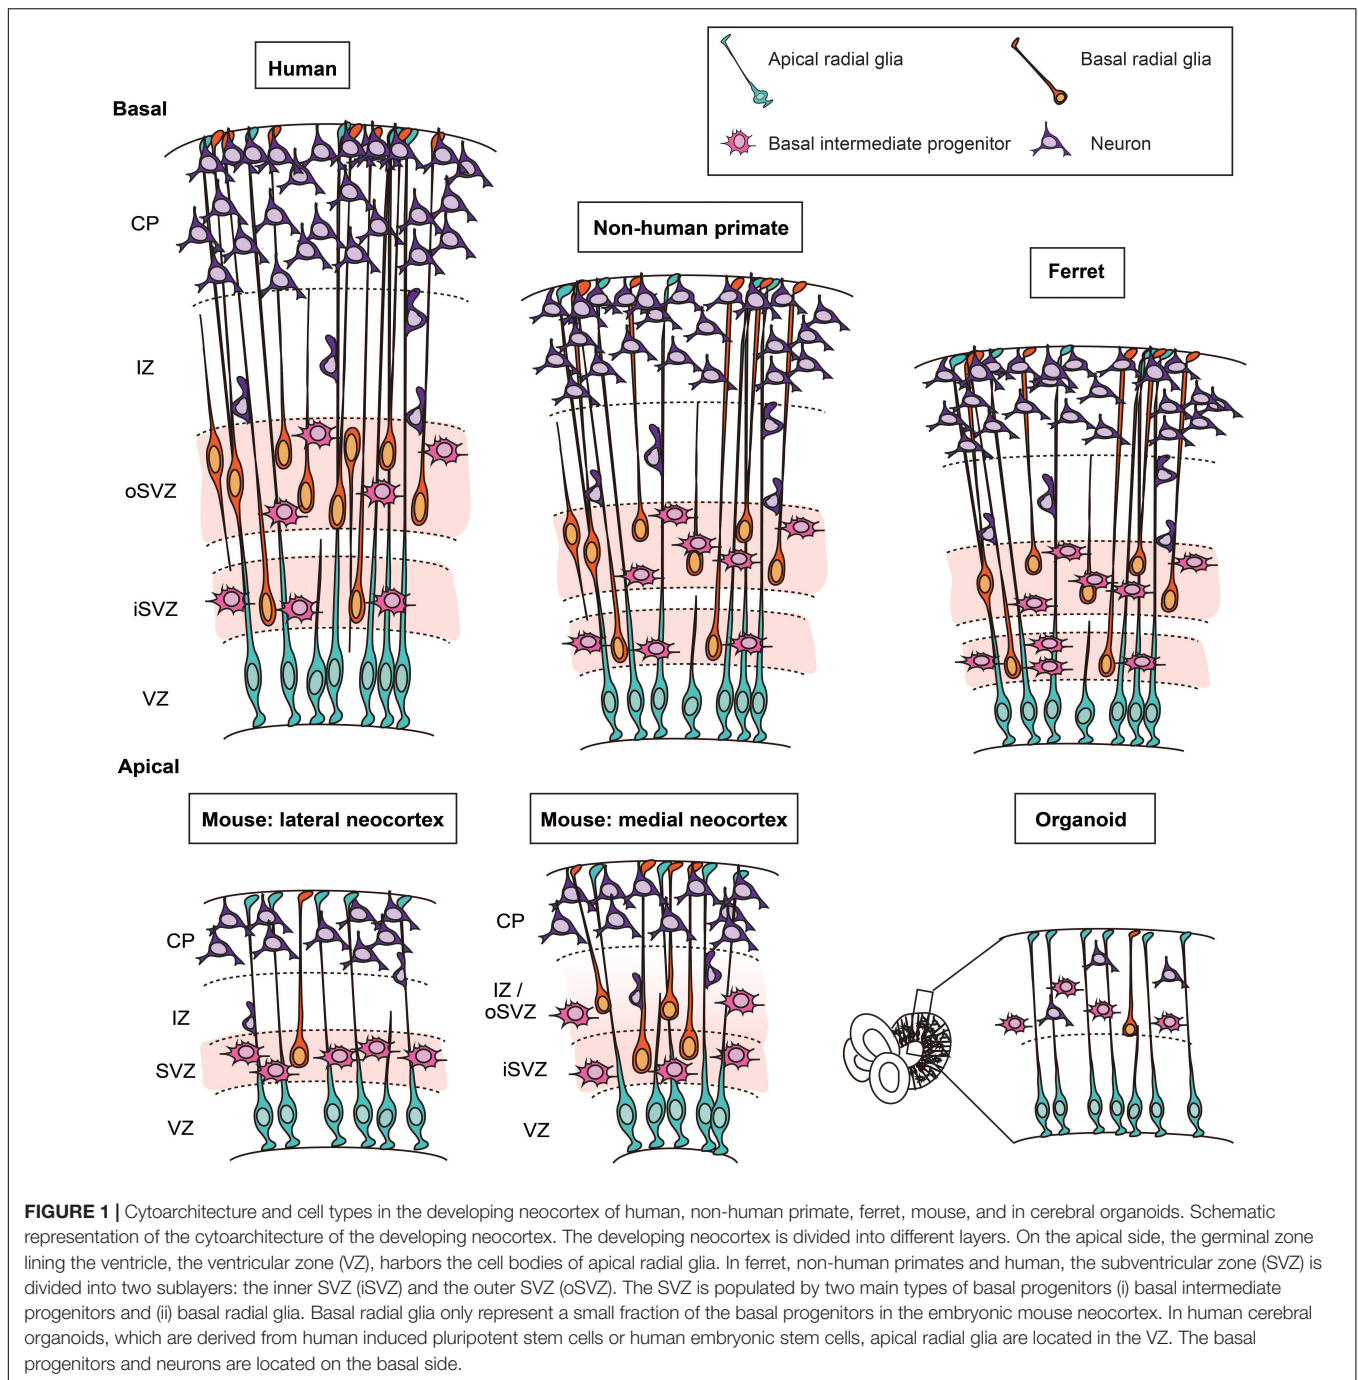 Human
Apical radial glia
Basal radial glia
Basal intermediate progenitor
Neuron
Basal
CP
IZ
oSVZ
iSVZ
VZ
Apical
Non-human primate
Ferret
Mouse: lateral neocortex
CP
IZ
SVZ
VZ
Mouse: medial neocortex
CP
IZ /
oSVZ
iSVZ
VZ
Organoid
FIGURE 1 | Cytoarchitecture and cell types in the developing neocortex of human, non-human primate, ferret, mouse, and in cerebral organoids. Schematic
representation of the cytoarchitecture of the developing neocortex. The developing neocortex is divided into different layers. On the apical side, the germinal zone
lining the ventricle, the ventricular zone (VZ), harbors the cell bodies of apical radial glia. In ferret, non-human primates and human, the subventricular zone (SVZ) is
divided into two sublayers: the inner SVZ (iSVZ) and the outer SVZ (oSVZ). The SVZ is populated by two main types of basal progenitors (i) basal intermediate
progenitors and (ii) basal radial glia. Basal radial glia only represent a small fraction of the basal progenitors in the embryonic mouse neocortex. In human cerebral
organoids, which are derived from human induced pluripotent stem cells or human embryonic stem cells, apical radial glia are located in the VZ. The basal
progenitors and neurons are located on the basal side.